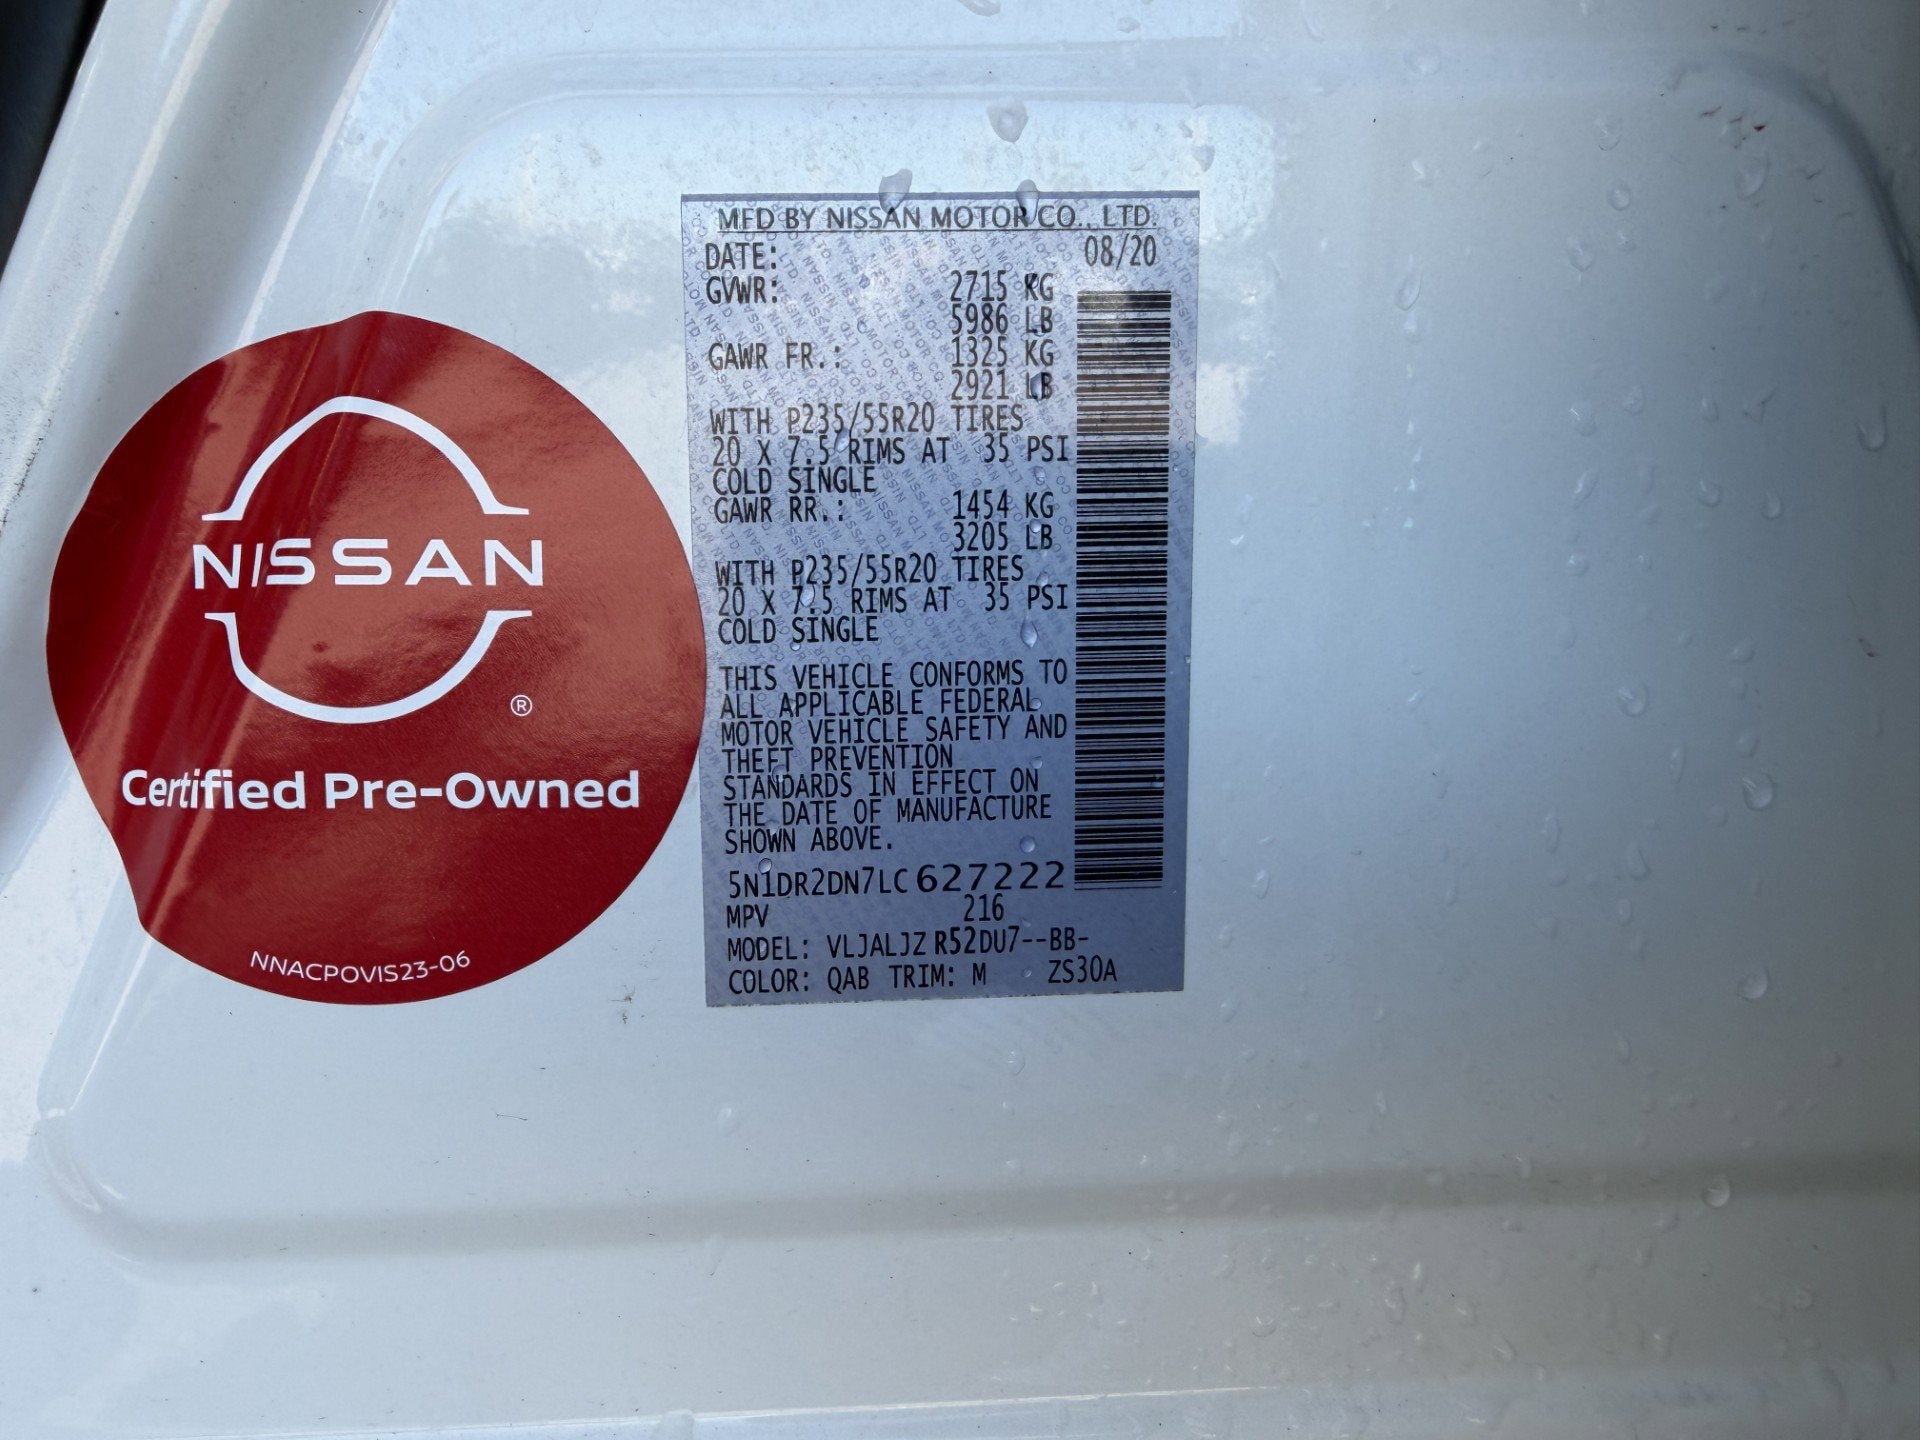 NISSAN
®
Certified Pre-Owned
NNACPOVIS23-06
MFD BY NISSAN MOTOR CO., LTD.
DATE: 08/20
GVWR: 2715 KG
5986 LB
GAWR FR.: 1325 KG
2921 LB
WITH P235/55R20 TIRES
20 X 7.5 RIMS AT 35 PSI
COLD SINGLE
GAWR RR.: 1454 KG
3205 LB
WITH P235/55R20 TIRES
20 X 7.5 RIMS AT 35 PSI
COLD SINGLE
THIS VEHICLE CONFORMS TO
ALL APPLICABLE FEDERAL
MOTOR VEHICLE SAFETY AND
THEFT PREVENTION
STANDARDS IN EFFECT ON
THE DATE OF MANUFACTURE
SHOWN ABOVE.
5N1DR2DN7LC627222
MPV 216
MODEL: VLJALJZ R52DU7--BB-
COLOR: QAB TRIM: M ZS30A